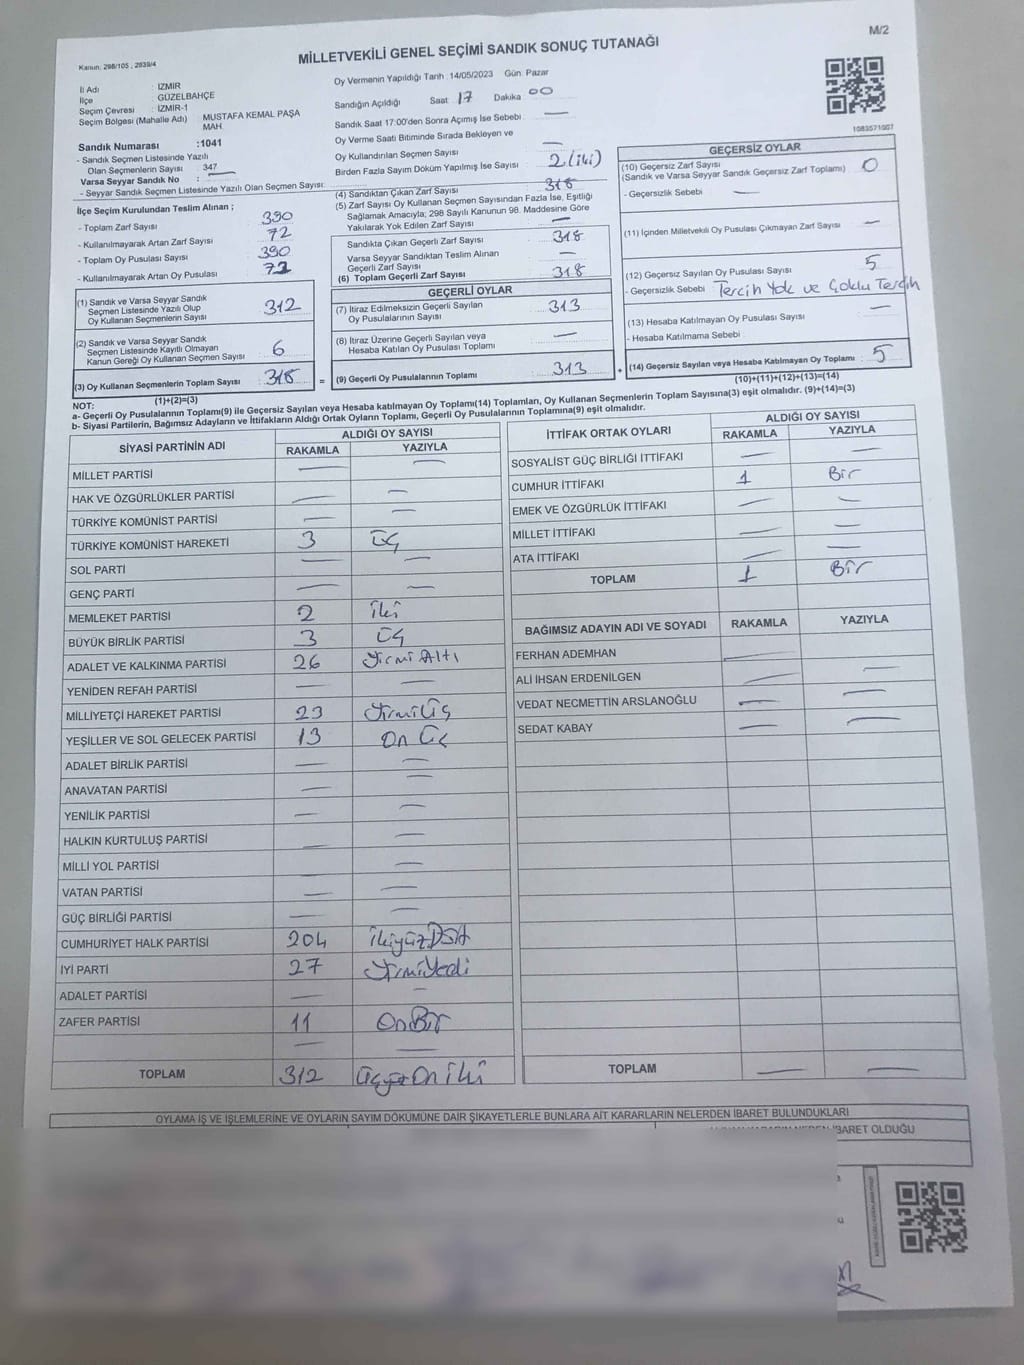 M/2
Kanun: 298/105 , 2839/4
MİLLETVEKİLİ GENEL SEÇİMİ SANDIK SONUÇ TUTANAĞI
İl Adı : İZMİR
İlçe : GÜZELBAHÇE
Seçim Çevresi : İZMİR-1
Seçim Bölgesi (Mahalle Adı) MUSTAFA KEMAL PAŞA MAH.
Sandık Numarası :1041
- Sandık Seçmen Listesinde Yazılı
Olan Seçmenlerin Sayısı 347
Varsa Seyyar Sandık No : —
- Seyyar Sandık Seçmen Listesinde Yazılı Olan Seçmen Sayısı:
Oy Vermenin Yapıldığı Tarih :14/05/2023 Gün: Pazar
Sandığın Açıldığı Saat 17 Dakika 00
Sandık Saat 17:00'den Sonra Açımış İse Sebebi : —
Oy Verme Saati Bitiminde Sırada Bekleyen ve
Oy Kullandırılan Seçmen Sayısı : —
Birden Fazla Sayım Döküm Yapılmış İse Sayısı : 2 (iki)
İlçe Seçim Kurulundan Teslim Alınan ;
- Toplam Zarf Sayısı : 390
- Kullanılmayarak Artan Zarf Sayısı : 72
- Toplam Oy Pusulası Sayısı : 390
- Kullanılmayarak Artan Oy Pusulası : 72
(1) Sandık ve Varsa Seyyar Sandık
Seçmen Listesinde Yazılı Olup
Oy Kullanan Seçmenlerin Sayısı : 312
(2) Sandık ve Varsa Seyyar Sandık
Seçmen Listesinde Kayıtlı Olmayan
Kanun Gereği Oy Kullanan Seçmen Sayısı : 6
(3) Oy Kullanan Seçmenlerin Toplam Sayısı : 318
(1)+(2)=(3)
(4) Sandıktan Çıkan Zarf Sayısı : 318
(5) Zarf Sayısı Oy Kullanan Seçmen Sayısından Fazla İse, Eşitliği
Sağlamak Amacıyla; 298 Sayılı Kanunun 98. Maddesine Göre
Yakılarak Yok Edilen Zarf Sayısı : —
Sandıkta Çıkan Geçerli Zarf Sayısı : 318
Varsa Seyyar Sandıktan Teslim Alınan
Geçerli Zarf Sayısı : —
(6) Toplam Geçerli Zarf Sayısı : 318
GEÇERLİ OYLAR
(7) İtiraz Edilmeksizin Geçerli Sayılan
Oy Pusulalarının Sayısı : 313
(8) İtiraz Üzerine Geçerli Sayılan veya
Hesaba Katılan Oy Pusulası Toplamı : —
= (9) Geçerli Oy Pusulalarının Toplamı : 313
1083571007
GEÇERSİZ OYLAR
(10) Geçersiz Zarf Sayısı
(Sandık ve Varsa Seyyar Sandık Geçersiz Zarf Toplamı) : 0
- Geçersizlik Sebebi : —
(11) İçinden Milletvekili Oy Pusulası Çıkmayan Zarf Sayısı : —
(12) Geçersiz Sayılan Oy Pusulası Sayısı : 5
- Geçersizlik Sebebi : Tercih Yok ve Çoklu Tercih
(13) Hesaba Katılmayan Oy Pusulası Sayısı : —
- Hesaba Katılmama Sebebi :
+ (14) Geçersiz Sayılan veya Hesaba Katılmayan Oy Toplamı : 5
(10)+(11)+(12)+(13)=(14)
NOT:
a- Geçerli Oy Pusulalarının Toplamı(9) ile Geçersiz Sayılan veya Hesaba katılmayan Oy Toplamı(14) Toplamları, Oy Kullanan Seçmenlerin Toplam Sayısına(3) eşit olmalıdır. (9)+(14)=(3)
b- Siyasi Partilerin, Bağımsız Adayların ve İttifakların Aldığı Ortak Oyların Toplamı, Geçerli Oy Pusulalarının Toplamına(9) eşit olmalıdır.
SİYASİ PARTİNİN ADI ALDIĞI OY SAYISI
RAKAMLA YAZIYLA
MİLLET PARTİSİ — —
HAK VE ÖZGÜRLÜKLER PARTİSİ — —
TÜRKİYE KOMÜNİST PARTİSİ — —
TÜRKİYE KOMÜNİST HAREKETİ 3 Üç
SOL PARTİ — —
GENÇ PARTİ — —
MEMLEKET PARTİSİ 2 İki
BÜYÜK BİRLİK PARTİSİ 3 Üç
ADALET VE KALKINMA PARTİSİ 26 Yirmi Altı
YENİDEN REFAH PARTİSİ — —
MİLLİYETÇİ HAREKET PARTİSİ 23 Yirmi Üç
YEŞİLLER VE SOL GELECEK PARTİSİ 13 On Üç
ADALET BİRLİK PARTİSİ — —
ANAVATAN PARTİSİ — —
YENİLİK PARTİSİ — —
HALKIN KURTULUŞ PARTİSİ — —
MİLLİ YOL PARTİSİ —
VATAN PARTİSİ — —
GÜÇ BİRLİĞİ PARTİSİ — —
CUMHURİYET HALK PARTİSİ 204 İkiyüzDört
İYİ PARTİ 27 YirmiYedi
ADALET PARTİSİ — —
ZAFER PARTİSİ 11 OnBir
— —
TOPLAM 312 ÜçyüzOn İki
İTTİFAK ORTAK OYLARI ALDIĞI OY SAYISI
RAKAMLA YAZIYLA
SOSYALİST GÜÇ BİRLİĞİ İTTİFAKI — —
CUMHUR İTTİFAKI 1 Bir
EMEK VE ÖZGÜRLÜK İTTİFAKI — —
MİLLET İTTİFAKI — —
ATA İTTİFAKI — —
TOPLAM 1 Bir
BAĞIMSIZ ADAYIN ADI VE SOYADI RAKAMLA YAZIYLA
FERHAN ADEMHAN —
ALİ İHSAN ERDENİLGEN — —
VEDAT NECMETTİN ARSLANOĞLU — —
SEDAT KABAY — —
TOPLAM — —
OYLAMA İŞ VE İŞLEMLERİNE VE OYLARIN SAYIM DÖKÜMÜNE DAİR ŞİKAYETLERLE BUNLARA AİT KARARLARIN NELERDEN İBARET BULUNDUKLARI
İBARET OLDUĞU